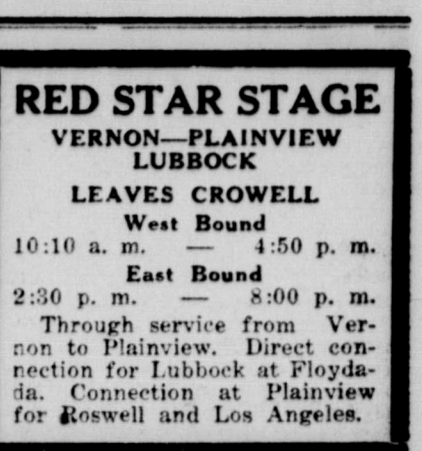 RED STAR STAGE
VERNON—PLAINVIEW
LUBBOCK
LEAVES CROWELL
West Bound
10:10 a. m. — 4:50 p. m.
East Bound
2:30 p. m. — 8:00 p. m.
Through service from Ver-
non to Plainview. Direct con-
nection for Lubbock at Floyda-
da. Connection at Plainview
for Roswell and Los Angeles.